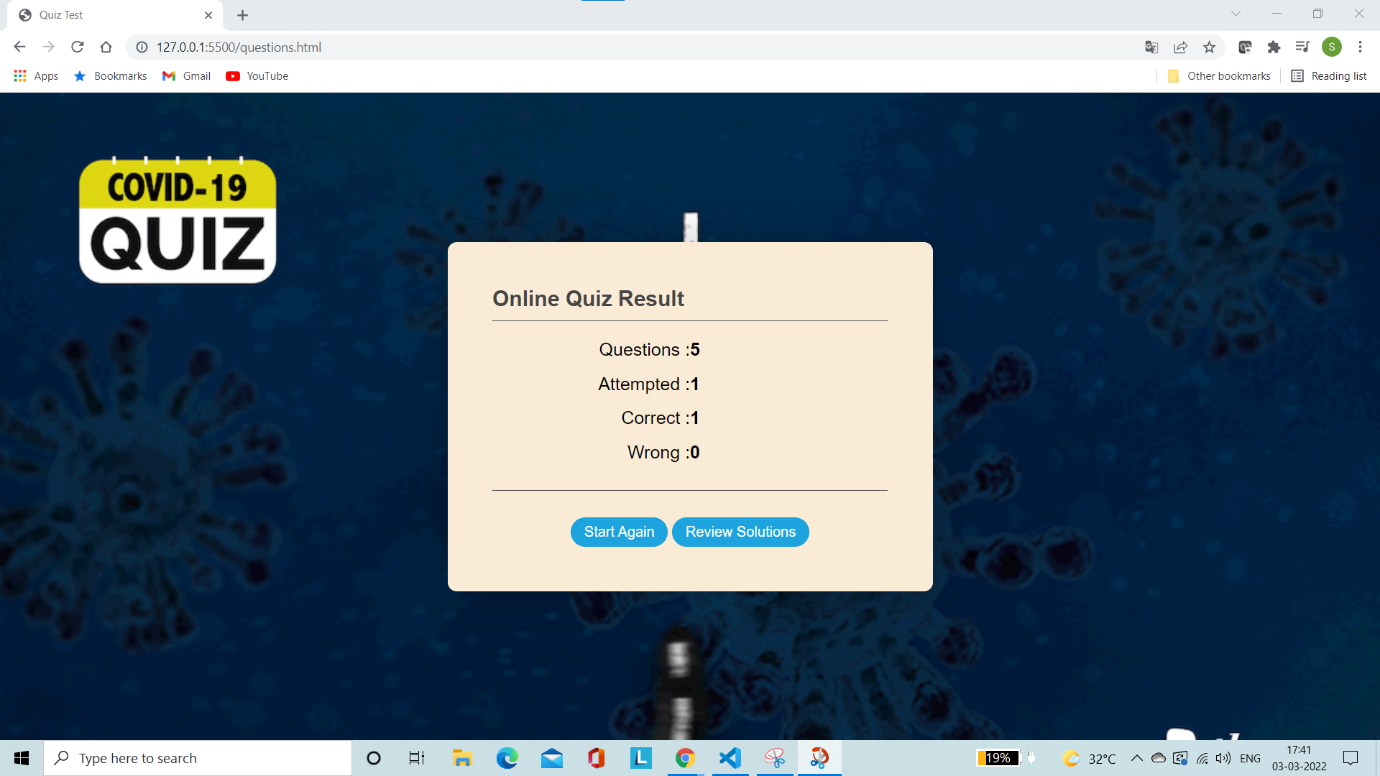 Quiz Test
127.0.0.1:5500/questions.html
S
Apps Bookmarks Gmail YouTube Other bookmarks Reading list
COVID-19
QUIZ
Online Quiz Result
Questions :5
Attempted :1
Correct :1
Wrong :0
Start Again Review Solutions
Type here to search
L
19%
32°C
ENG
17:41
03-03-2022